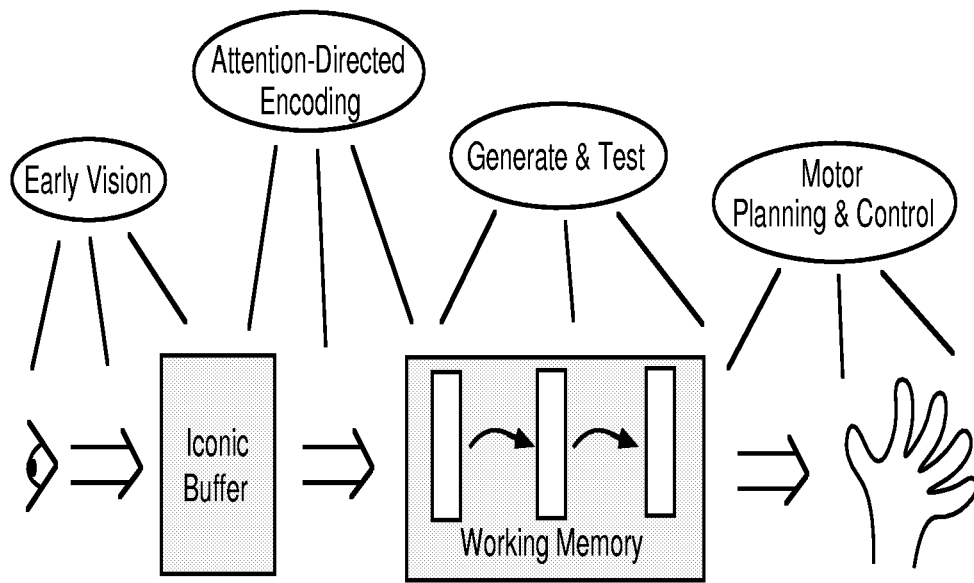 Attention-Directed
Encoding
Early Vision
Generate & Test
Motor
Planning & Control
Iconic
Buffer
Working Memory